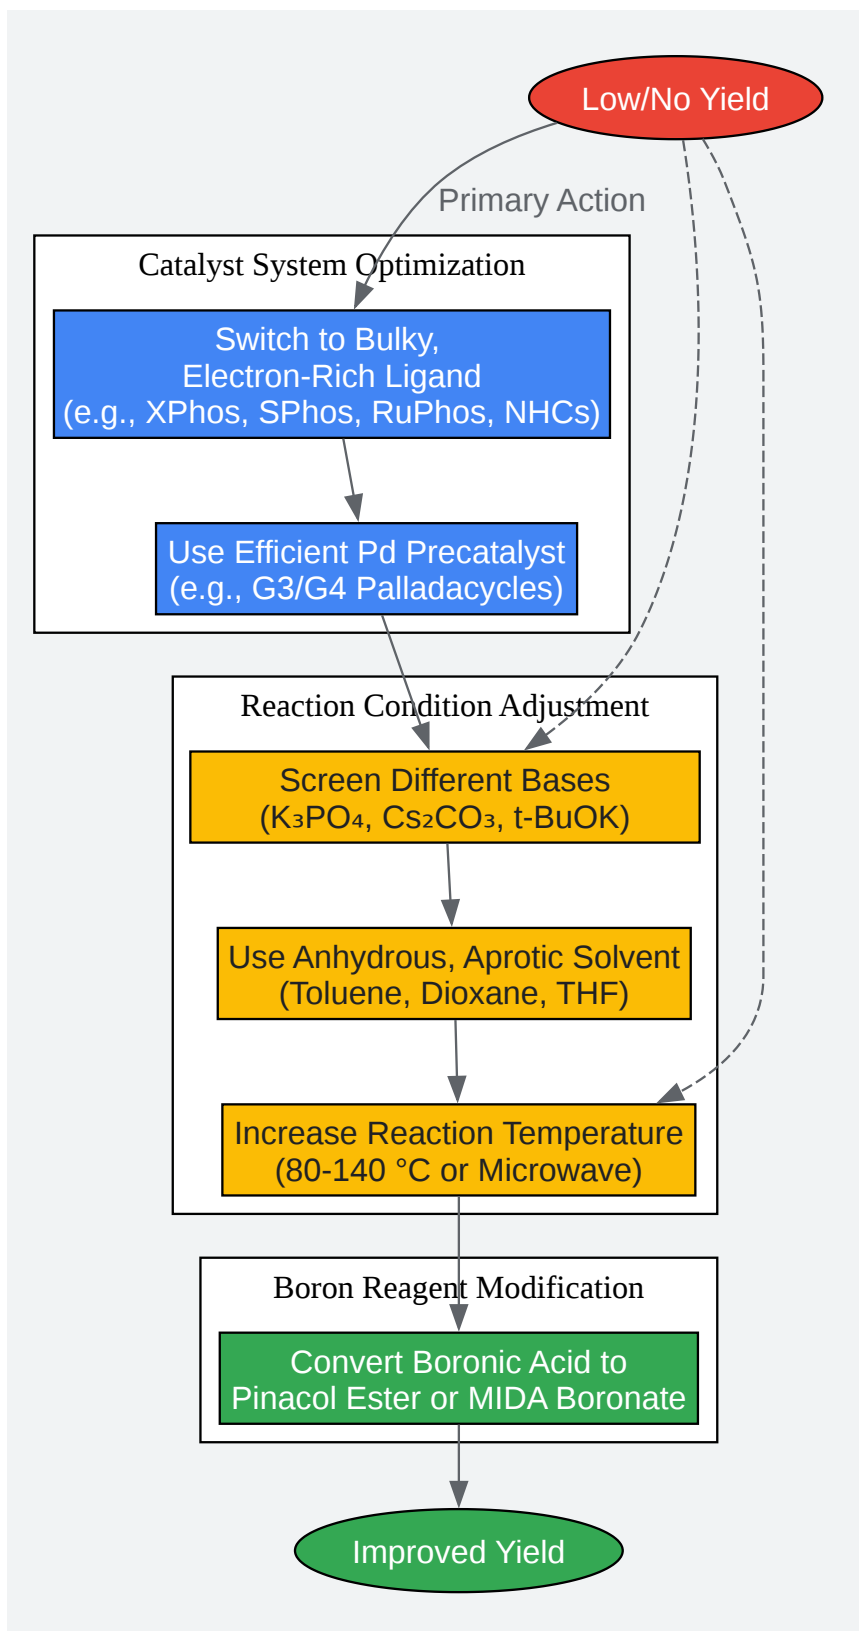 Low/No Yield
Primary Action
Catalyst System Optimization
Switch to Bulky,
Electron-Rich Ligand
(e.g., XPhos, SPhos, RuPhos, NHCs)
Use Efficient Pd Precatalyst
(e.g., G3/G4 Palladacycles)
Reaction Condition Adjustment
Screen Different Bases
(K₃PO₄, Cs₂CO₃, t-BuOK)
Use Anhydrous, Aprotic Solvent
(Toluene, Dioxane, THF)
Increase Reaction Temperature
(80-140 °C or Microwave)
Boron Reagent Modification
Convert Boronic Acid to
Pinacol Ester or MIDA Boronate
Improved Yield